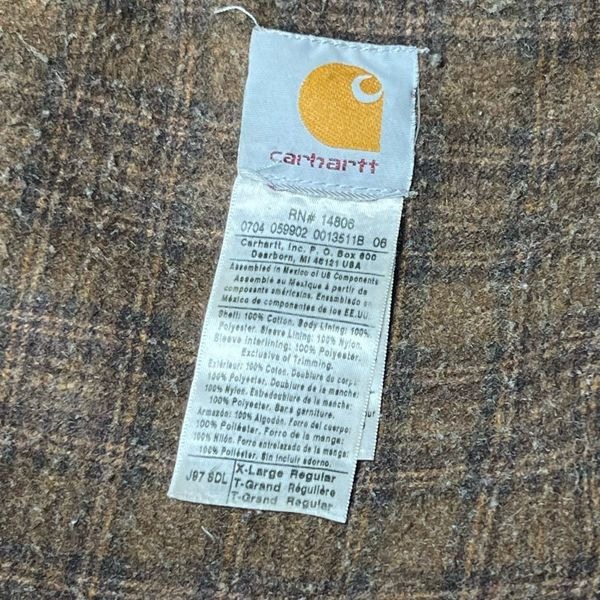 carhartt
RN# 14806
0704 059902 0013511B 06
Carhartt, Inc. P. O. Box 600
Dearborn, MI 48121 USA
Assembled in Mexico of US Components
Assemblé au Mexique à partir de
composants américains. Ensamblado en
México de componentes de los EE.UU
Shell: 100% Cotton. Body Lining: 100%
Polyester. Sleeve Lining: 100% Nylon.
Sleeve Interlining: 100% Polyester.
Exclusive of Trimming.
Extérieur: 100% Coton. Doublure du corps:
100% Polyester. Doublure de la manche:
100% Nylon. Entredoublure de la manche:
100% Polyester. Sans garniture.
Armazón: 100% Algodón. Forro del cuerpo:
100% Poliéster. Forro de la manga:
100% Nilón. Forro entrelazado de la manga:
100% Poliéster. Sin incluir adorno.
J97 SDL
X-Large Regular
T-Grand Régulière
T-Grand Regular